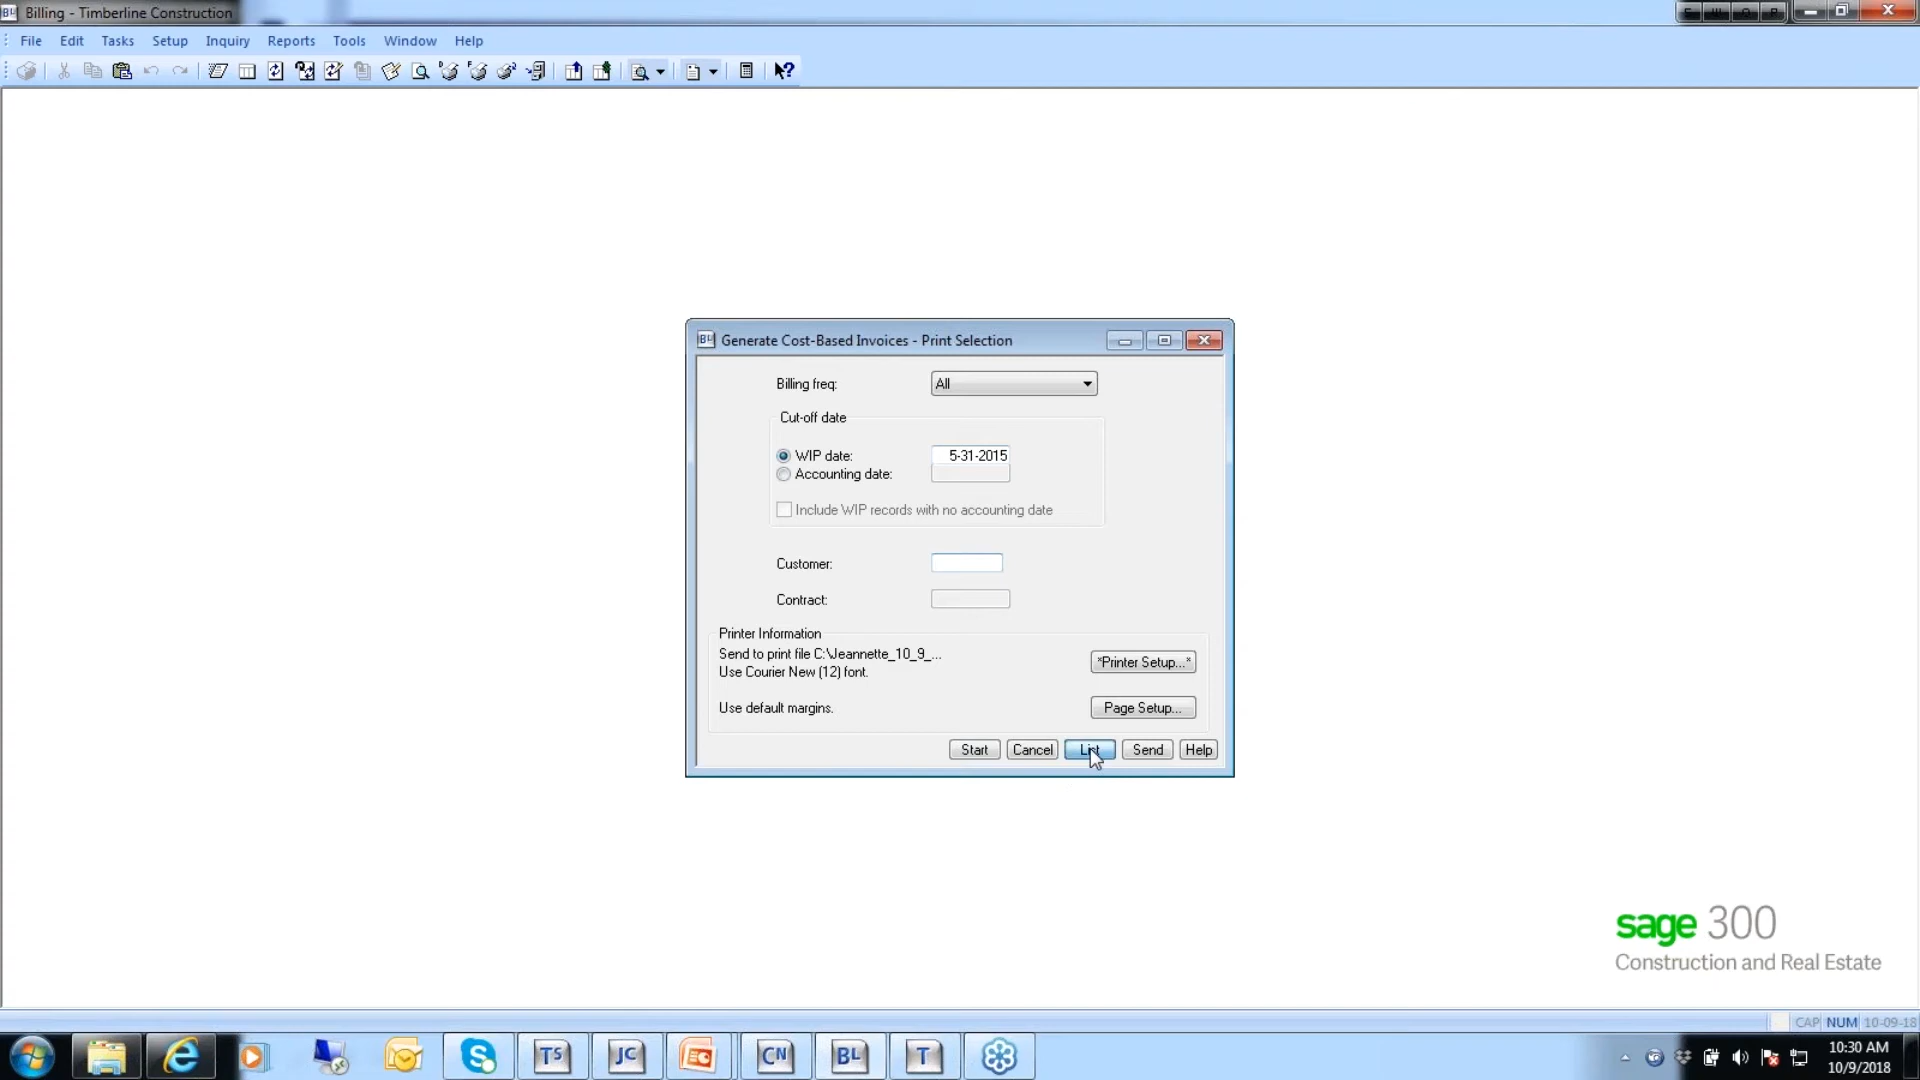 Billing - Timberline Construction
File Edit Tasks Setup Inquiry Reports Tools Window Help
Generate Cost-Based Invoices - Print Selection
Billing freq: All
Cut-off date
WIP date: 5-31-2015
Accounting date:
Include WIP records with no accounting date
Customer:
Contract:
Printer Information
Send to print file C:\Jeannette_10_9_...
Use Courier New (12) font.
*Printer Setup...*
Use default margins.
Page Setup...
Start Cancel List Send Help
sage 300
Construction and Real Estate
CAP NUM 10-09-18
TS JC CN BL T
10:30 AM
10/9/2018